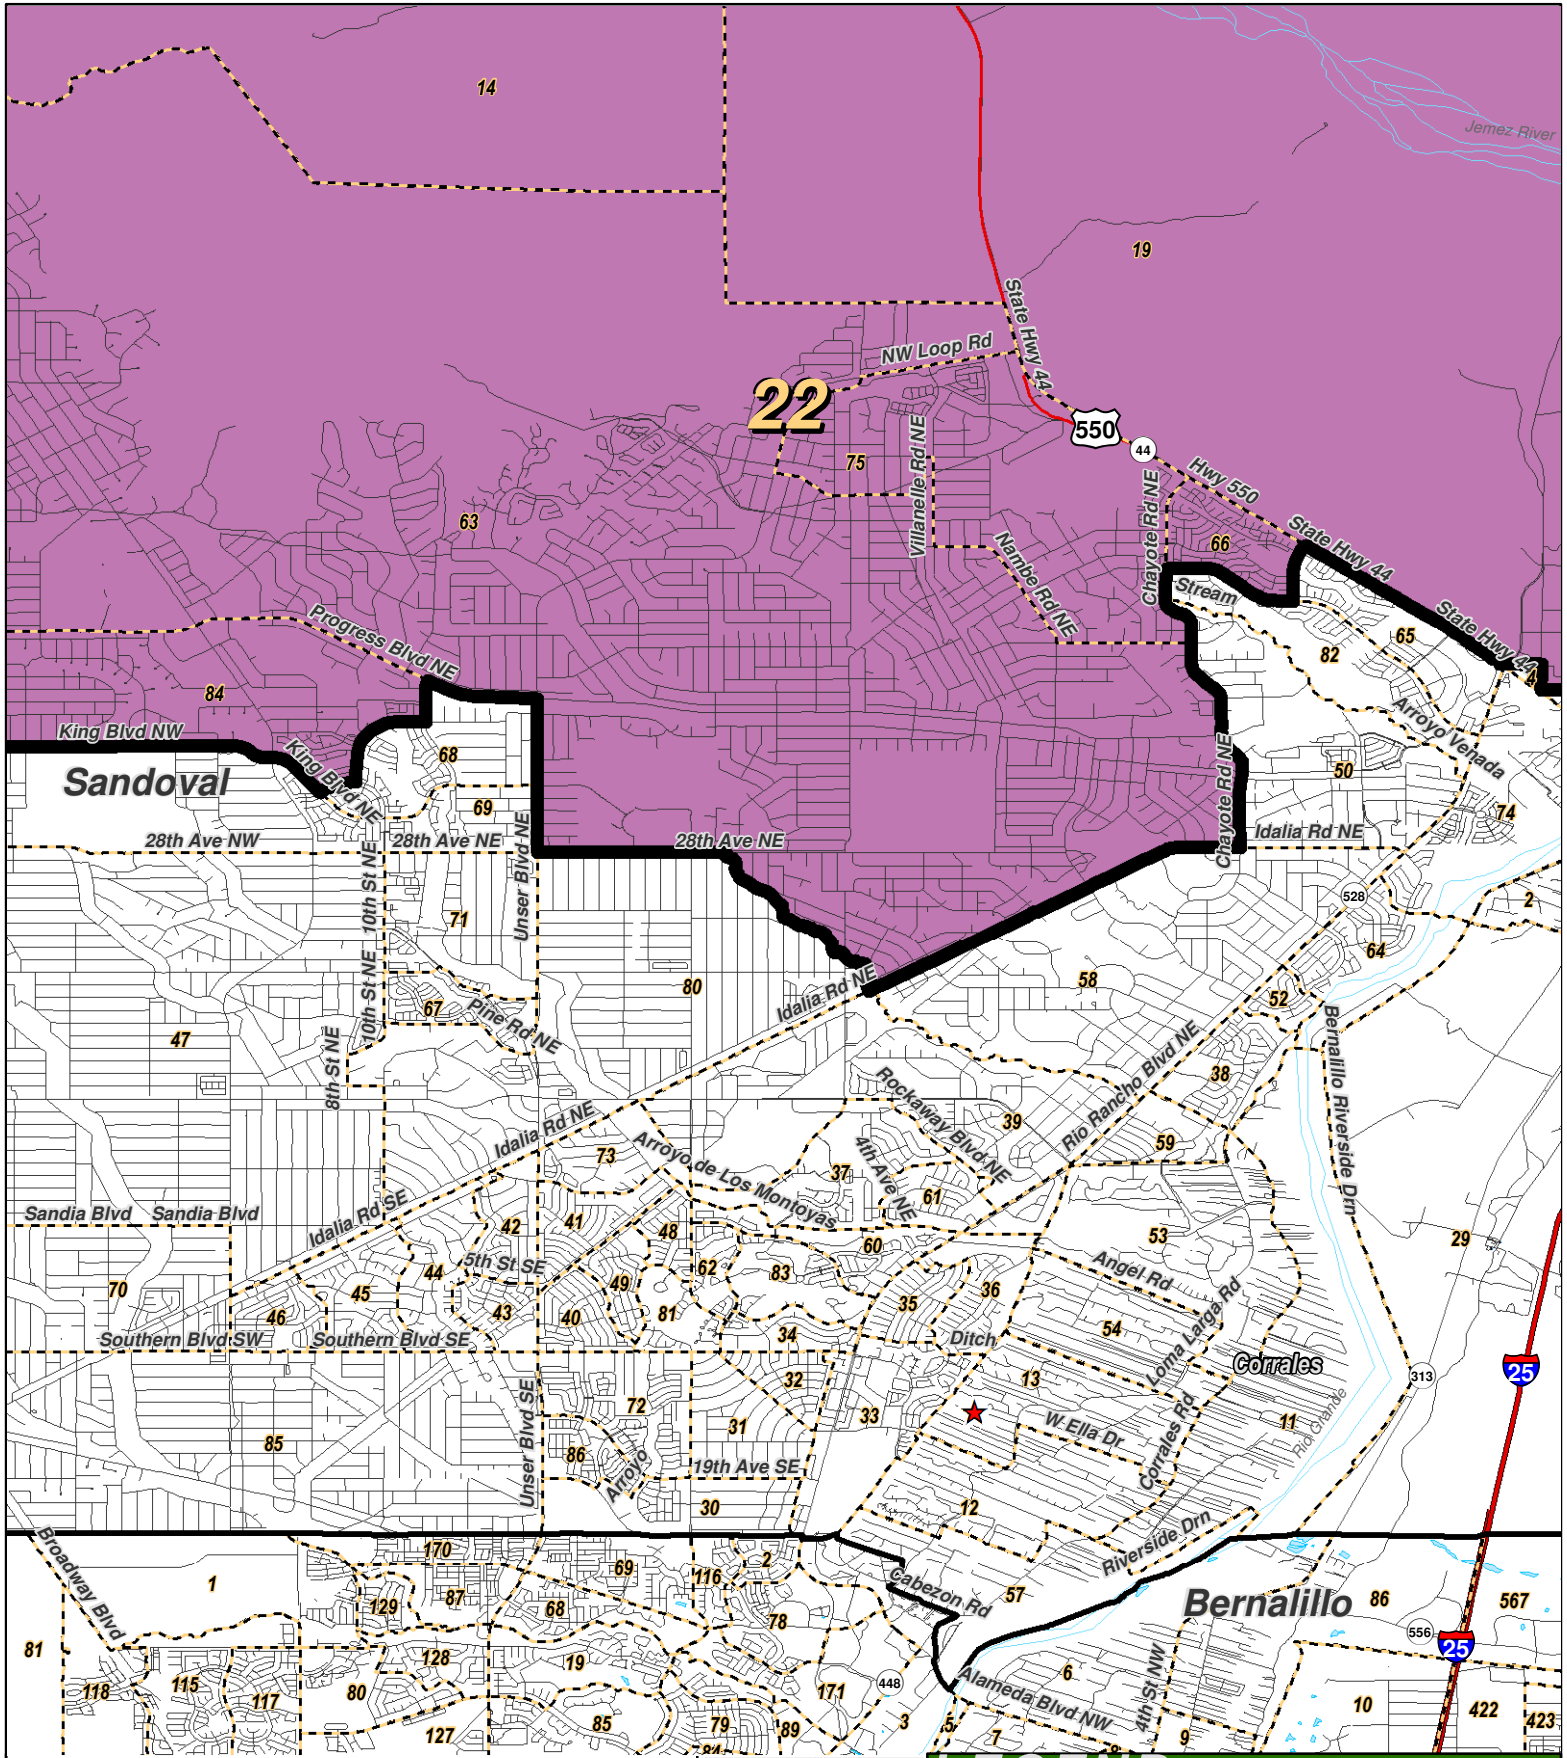 14
Jemez River
19
State Hwy 44
NW Loop Rd
22
550
44
75
Villanelle Rd NE
Hwy 550
Chayote Rd NE
63
66
State Hwy 44
Nambe Rd NE
Stream
State Hwy 44
65
82
4
Progress Blvd NE
84
King Blvd NW
King Blvd NE
68
Arroyo Venada
50
Sandoval
69
74
Chayote Rd NE
28th Ave NW
28th Ave NE
28th Ave NE
Idalia Rd NE
10th St NE
Unser Blvd NE
528
2
71
64
80
Idalia Rd NE
58
52
67
Pine Rd NE
10th St NE
47
8th St NE
Bernalillo Riverside Drn
Rio Rancho Blvd NE
38
Rockaway Blvd NE
39
Idalia Rd NE
59
73
Arroyo de Los Montoyas
37
4th Ave NE
61
Sandia Blvd
Sandia Blvd
Idalia Rd SE
42
41
48
60
53
29
5th St SE
44
62
83
Angel Rd
70
45
49
36
46
43
40
81
35
Loma Larga Rd
54
Southern Blvd SW
Southern Blvd SE
34
Ditch
Corrales
25
313
32
13
72
33
31
11
Rio Grande
W Ella Dr
Corrales Rd
85
86
Arroyo
19th Ave SE
Unser Blvd SE
30
12
Riverside Drn
Broadway Blvd
170
69
2
116
1
87
129
68
Cabezon Rd
57
Bernalillo
86
567
78
556
25
81
128
19
6
4th St NW
118
115
117
80
171
448
Alameda Blvd NW
10
422
423
127
85
79
89
3
5
7
9
84
8